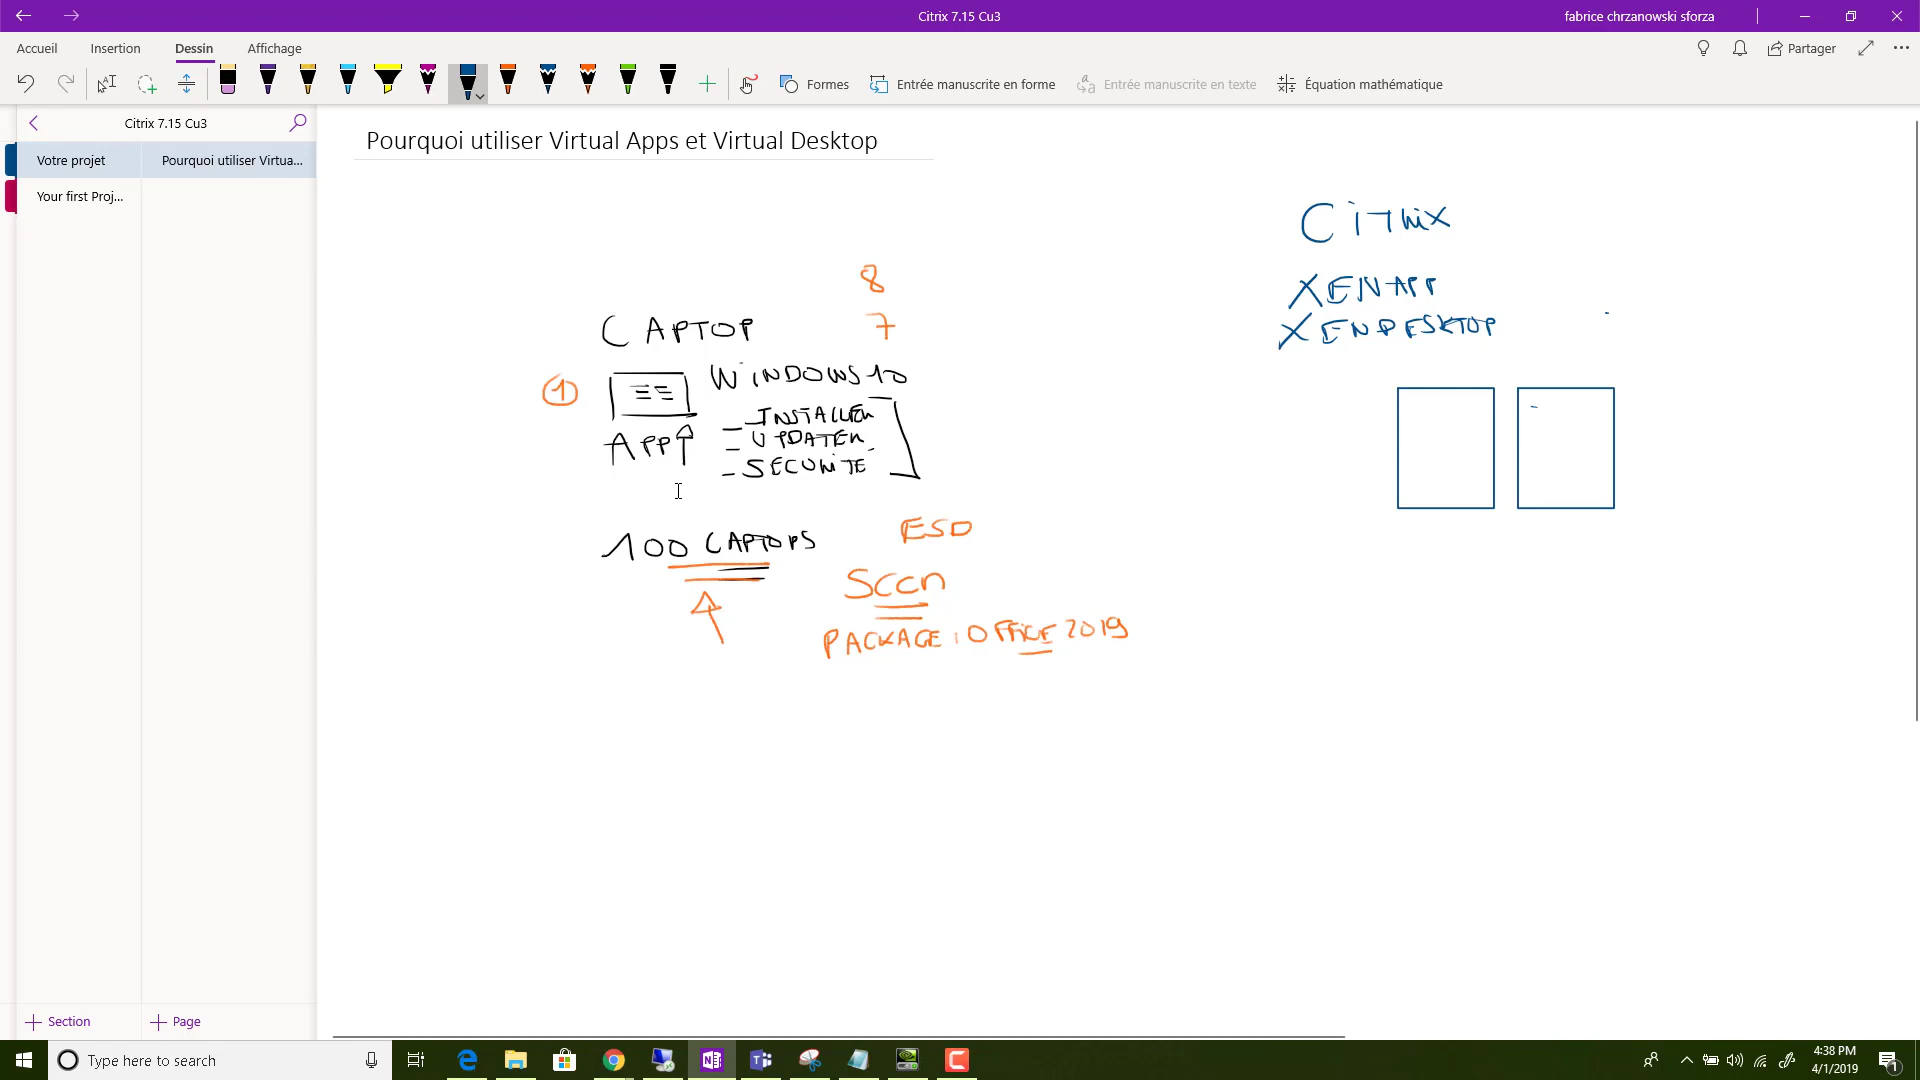 Citrix 7.15 Cu3
fabrice chrzanowski sforza
Accueil
Insertion
Dessin
Affichage
Partager
Formes
Entrée manuscrite en forme
Entrée manuscrite en texte
Équation mathématique
Citrix 7.15 Cu3
Votre projet
Pourquoi utiliser Virtua...
Your first Proj...
Pourquoi utiliser Virtual Apps et Virtual Desktop
CiTRiX
XENAPP
XENDESKTOP
8
7
LAPTOP
1
WiNDOWS 10
APP
- INSTALLER
- UPDATER
- SECURITE
100 LAPTOPS
ESD
SCCM
PACKAGE : OFFICE 2019
Section
Page
Type here to search
4:38 PM
4/1/2019
1